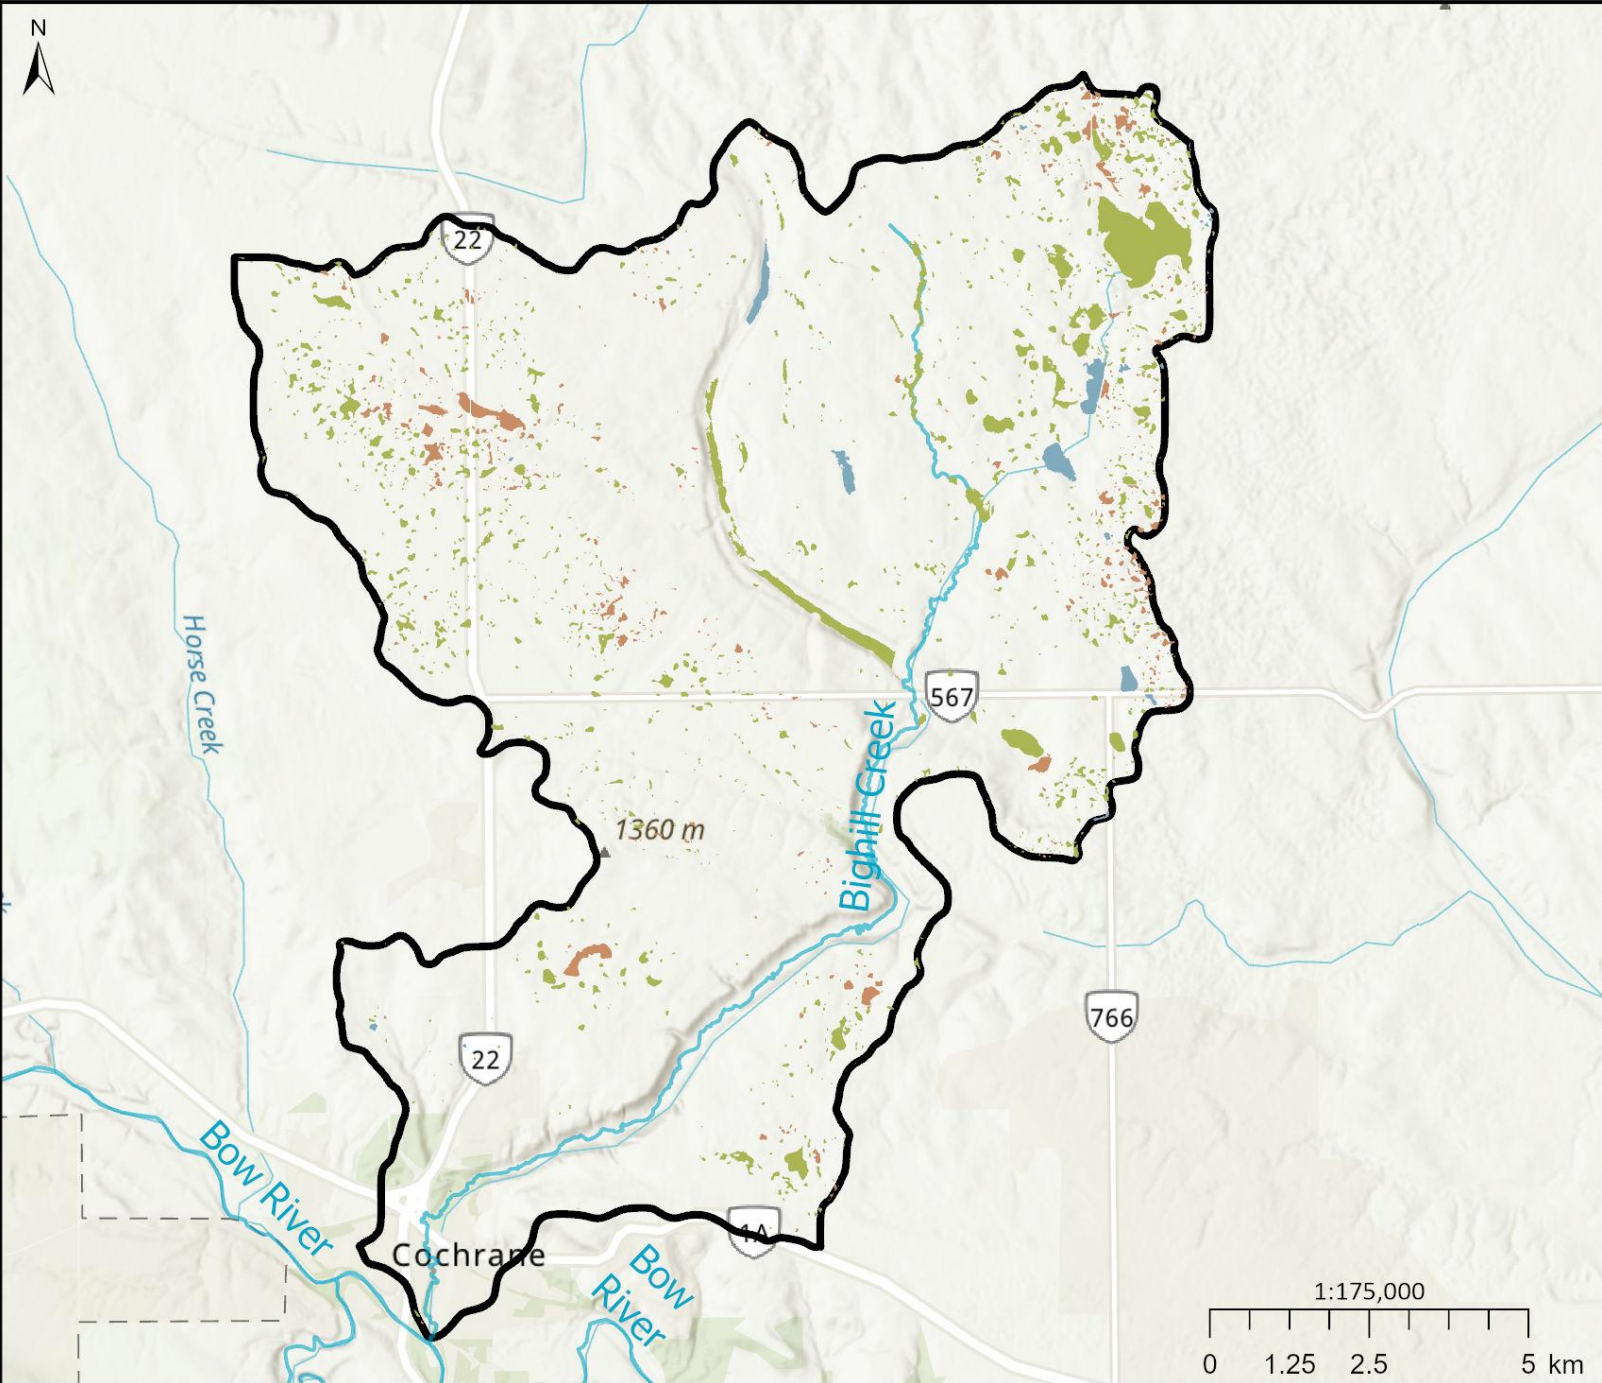 N
22
Horse Creek
567
Bighill Creek
1360 m
766
22
Bow River
1A
Cochrane
Bow
River
1:175,000
0 1.25 2.5 5 km